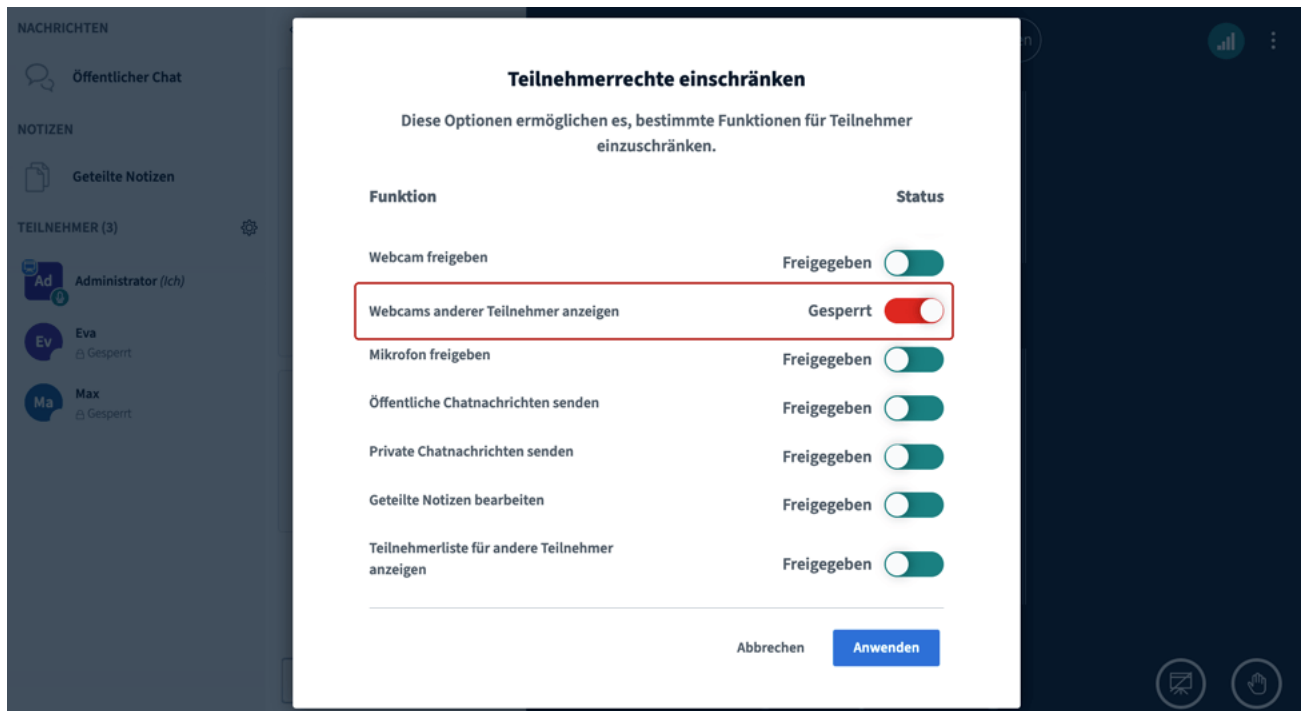 NACHRICHTEN
Öffentlicher Chat
NOTIZEN
Geteilte Notizen
TEILNEHMER (3)
Ad
Administrator (Ich)
Ev
Eva
Gesperrt
Ma
Max
Gesperrt
Teilnehmerrechte einschränken
Diese Optionen ermöglichen es, bestimmte Funktionen für Teilnehmer
einzuschränken.
Funktion Status
Webcam freigeben Freigegeben
Webcams anderer Teilnehmer anzeigen Gesperrt
Mikrofon freigeben Freigegeben
Öffentliche Chatnachrichten senden Freigegeben
Private Chatnachrichten senden Freigegeben
Geteilte Notizen bearbeiten Freigegeben
Teilnehmerliste für andere Teilnehmer
anzeigen Freigegeben
Abbrechen Anwenden